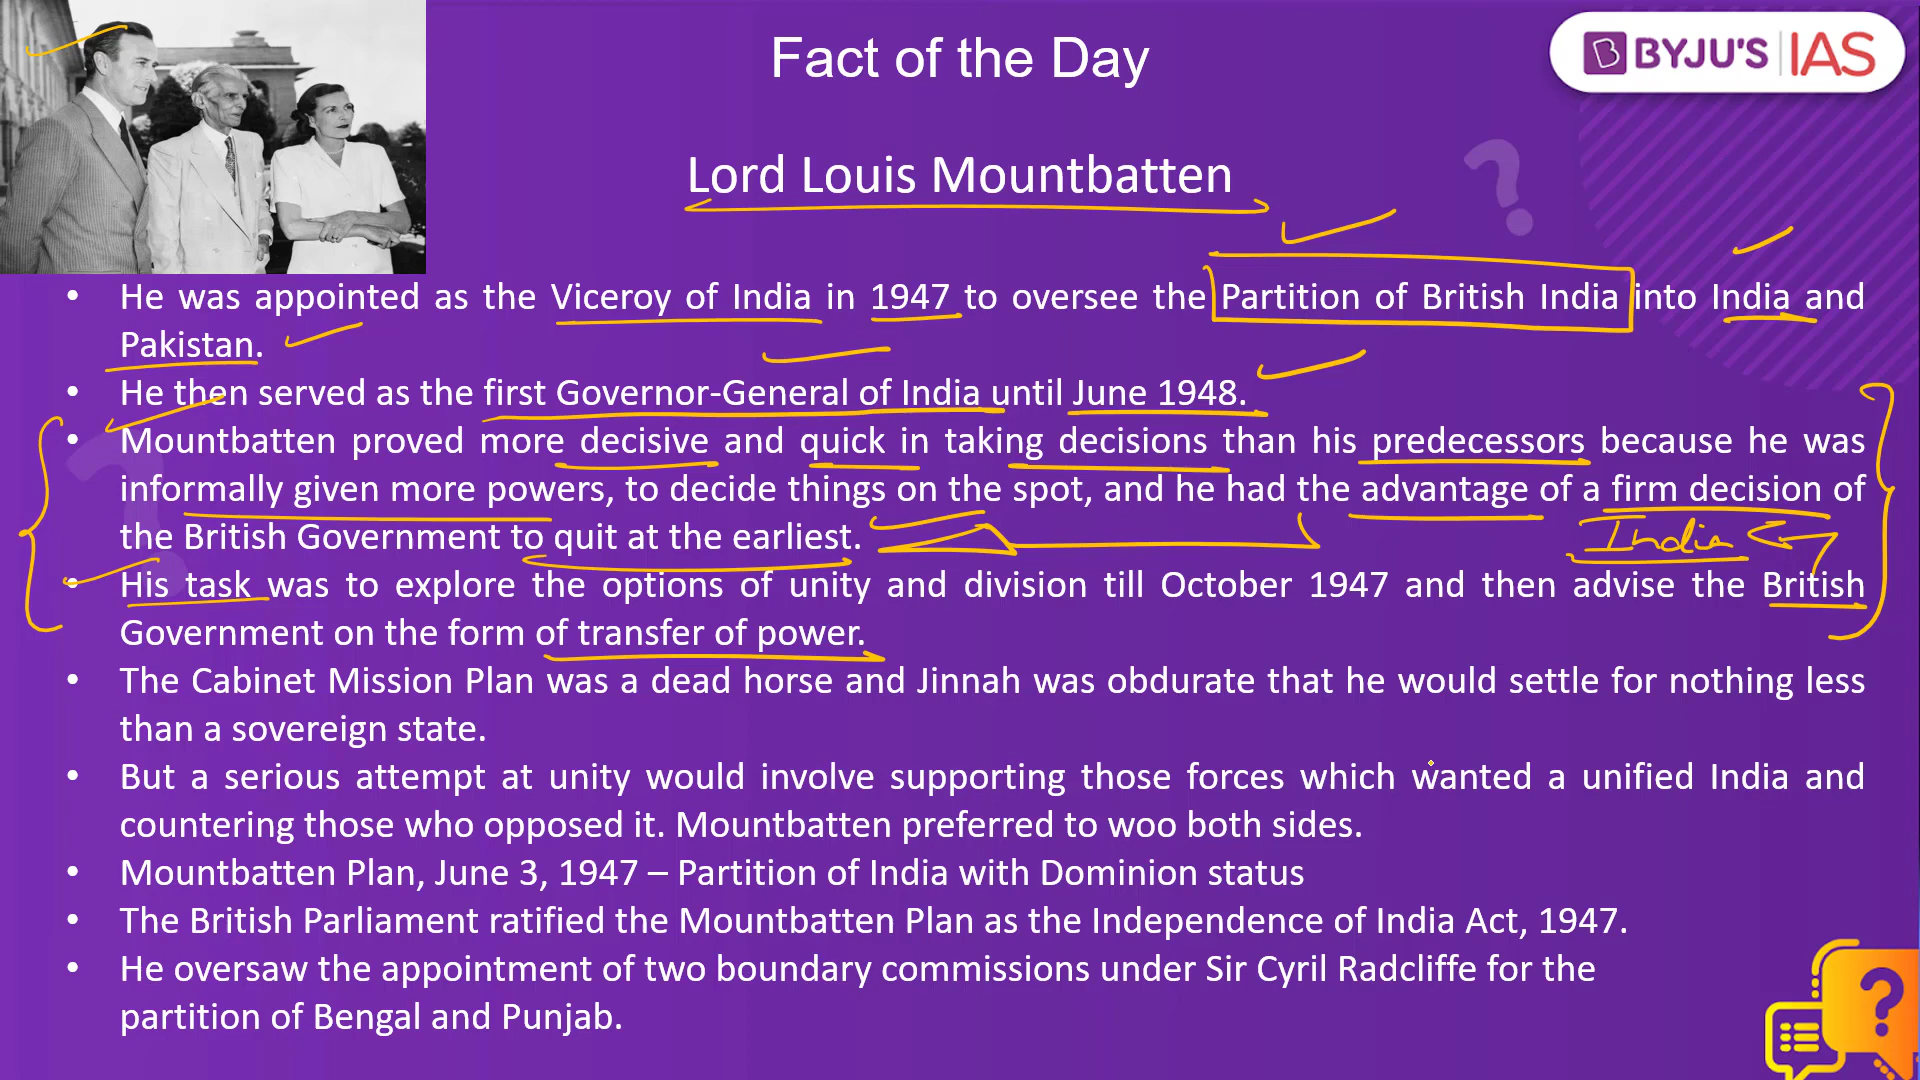 Fact of the Day
BYJU'S IAS
Lord Louis Mountbatten
• He was appointed as the Viceroy of India in 1947 to oversee the Partition of British India into India and
Pakistan.
• He then served as the first Governor-General of India until June 1948.
• Mountbatten proved more decisive and quick in taking decisions than his predecessors because he was
informally given more powers, to decide things on the spot, and he had the advantage of a firm decision of
the British Government to quit at the earliest.
India
• His task was to explore the options of unity and division till October 1947 and then advise the British
Government on the form of transfer of power.
• The Cabinet Mission Plan was a dead horse and Jinnah was obdurate that he would settle for nothing less
than a sovereign state.
• But a serious attempt at unity would involve supporting those forces which wanted a unified India and
countering those who opposed it. Mountbatten preferred to woo both sides.
• Mountbatten Plan, June 3, 1947 – Partition of India with Dominion status
• The British Parliament ratified the Mountbatten Plan as the Independence of India Act, 1947.
• He oversaw the appointment of two boundary commissions under Sir Cyril Radcliffe for the
partition of Bengal and Punjab.